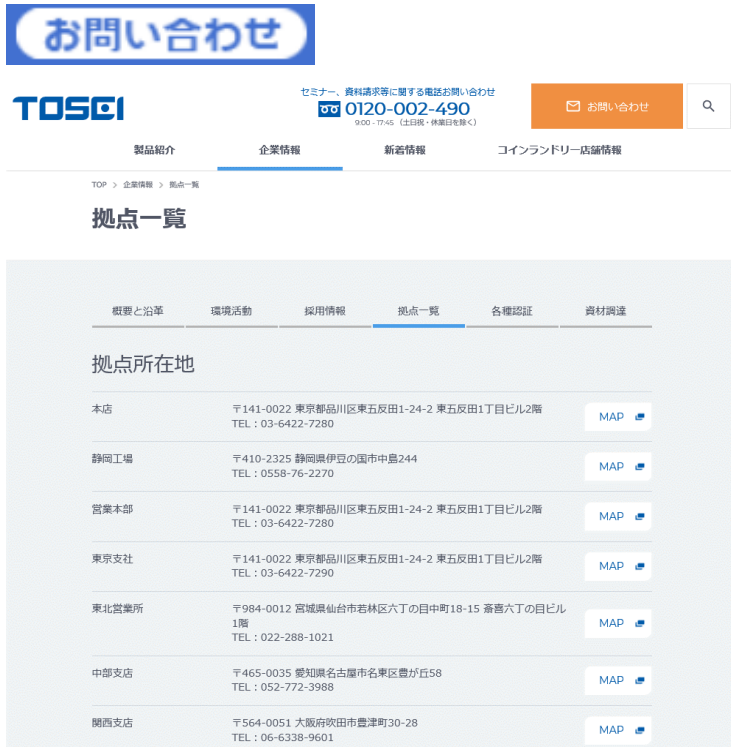 お問い合わせ
TOSEI
セミナー、資料請求等に関する電話お問い合わせ
0120-002-490
9:00 - 17:45 （土日祝・休業日を除く）
お問い合わせ
製品紹介 企業情報 新着情報 コインランドリー店舗情報
TOP > 企業情報 > 拠点一覧
拠点一覧
概要と沿革 環境活動 採用情報 拠点一覧 各種認証 資材調達
拠点所在地
本店 〒141-0022 東京都品川区東五反田1-24-2 東五反田1丁目ビル2階 MAP
TEL：03-6422-7280
静岡工場 〒410-2325 静岡県伊豆の国市中島244 MAP
TEL：0558-76-2270
営業本部 〒141-0022 東京都品川区東五反田1-24-2 東五反田1丁目ビル2階 MAP
TEL：03-6422-7280
東京支社 〒141-0022 東京都品川区東五反田1-24-2 東五反田1丁目ビル2階 MAP
TEL：03-6422-7290
東北営業所 〒984-0012 宮城県仙台市若林区六丁の目中町18-15 斎喜六丁の目ビル
1階 MAP
TEL：022-288-1021
中部支店 〒465-0035 愛知県名古屋市名東区豊が丘58 MAP
TEL：052-772-3988
関西支店 〒564-0051 大阪府吹田市豊津町30-28 MAP
TEL：06-6338-9601